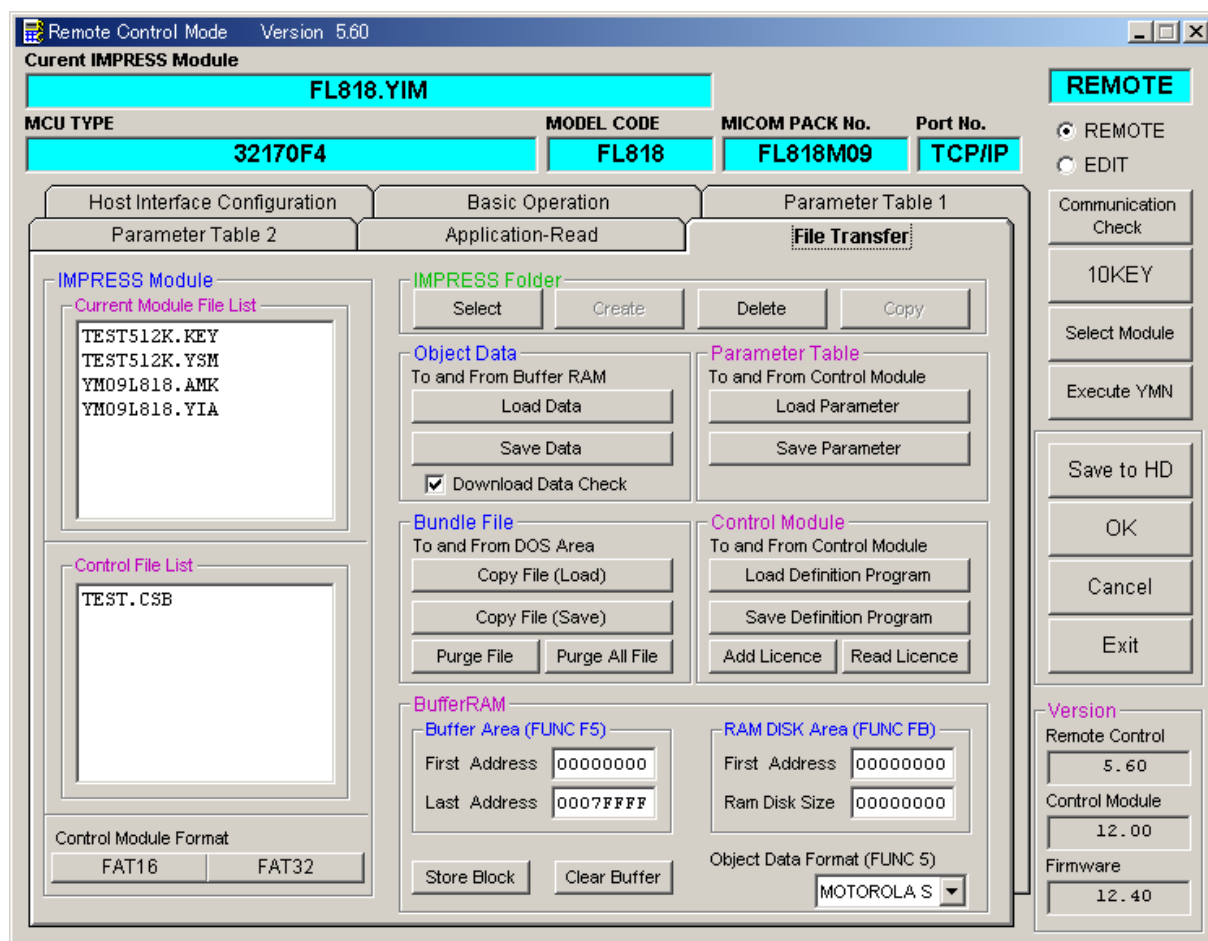 Remote Control Mode Version 5.60
Curent IMPRESS Module
FL818.YIM
REMOTE
MCU TYPE MODEL CODE MICOM PACK No. Port No.
32170F4 FL818 FL818M09 TCP/IP
REMOTE
EDIT
Host Interface Configuration Basic Operation Parameter Table 1
Parameter Table 2 Application-Read File Transfer
Communication Check
10KEY
Select Module
Execute YMN
IMPRESS Module
Current Module File List
TEST512K.KEY
TEST512K.YSM
YM09L818.AMK
YM09L818.YIA
Control File List
TEST.CSB
Control Module Format
FAT16 FAT32
IMPRESS Folder
Select Create Delete Copy
Object Data
To and From Buffer RAM
Load Data
Save Data
Download Data Check
Parameter Table
To and From Control Module
Load Parameter
Save Parameter
Bundle File
To and From DOS Area
Copy File (Load)
Copy File (Save)
Purge File Purge All File
Control Module
To and From Control Module
Load Definition Program
Save Definition Program
Add Licence Read Licence
BufferRAM
Buffer Area (FUNC F5)
First Address 00000000
Last Address 0007FFFF
RAM DISK Area (FUNC FB)
First Address 00000000
Ram Disk Size 00000000
Store Block Clear Buffer
Object Data Format (FUNC 5)
MOTOROLA S
Save to HD
OK
Cancel
Exit
Version
Remote Control
5.60
Control Module
12.00
Firmware
12.40